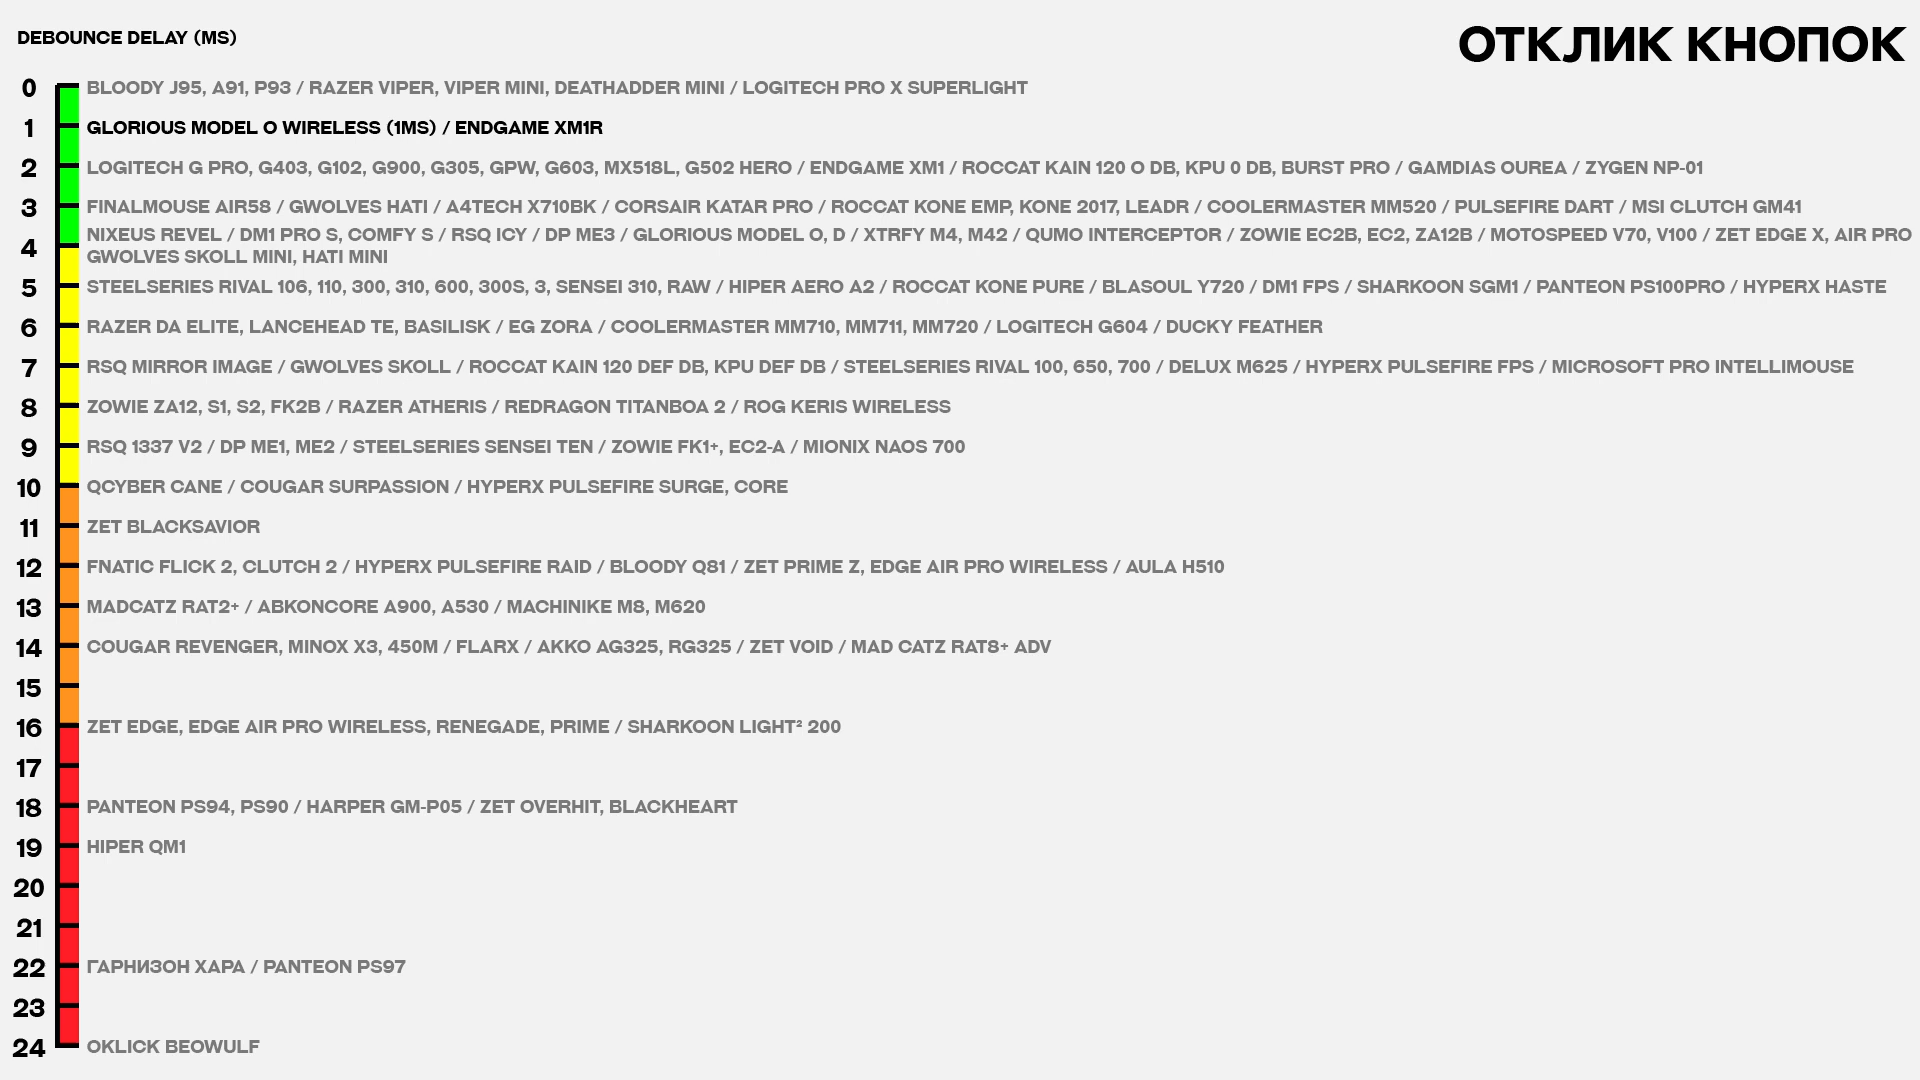 DEBOUNCE DELAY (MS)
ОТКЛИК КНОПОК
0 BLOODY J95, A91, P93 / RAZER VIPER, VIPER MINI, DEATHADDER MINI / LOGITECH PRO X SUPERLIGHT
1 GLORIOUS MODEL O WIRELESS (1MS) / ENDGAME XM1R
2 LOGITECH G PRO, G403, G102, G900, G305, GPW, G603, MX518L, G502 HERO / ENDGAME XM1 / ROCCAT KAIN 120 O DB, KPU 0 DB, BURST PRO / GAMDIAS OUREA / ZYGEN NP-01
3 FINALMOUSE AIR58 / GWOLVES HATI / A4TECH X710BK / CORSAIR KATAR PRO / ROCCAT KONE EMP, KONE 2017, LEADR / COOLERMASTER MM520 / PULSEFIRE DART / MSI CLUTCH GM41
4 NIXEUS REVEL / DM1 PRO S, COMFY S / RSQ ICY / DP ME3 / GLORIOUS MODEL O, D / XTRFY M4, M42 / QUMO INTERCEPTOR / ZOWIE EC2B, EC2, ZA12B / MOTOSPEED V70, V100 / ZET EDGE X, AIR PRO
GWOLVES SKOLL MINI, HATI MINI
5 STEELSERIES RIVAL 106, 110, 300, 310, 600, 300S, 3, SENSEI 310, RAW / HIPER AERO A2 / ROCCAT KONE PURE / BLASOUL Y720 / DM1 FPS / SHARKOON SGM1 / PANTEON PS100PRO / HYPERX HASTE
6 RAZER DA ELITE, LANCEHEAD TE, BASILISK / EG ZORA / COOLERMASTER MM710, MM711, MM720 / LOGITECH G604 / DUCKY FEATHER
7 RSQ MIRROR IMAGE / GWOLVES SKOLL / ROCCAT KAIN 120 DEF DB, KPU DEF DB / STEELSERIES RIVAL 100, 650, 700 / DELUX M625 / HYPERX PULSEFIRE FPS / MICROSOFT PRO INTELLIMOUSE
8 ZOWIE ZA12, S1, S2, FK2B / RAZER ATHERIS / REDRAGON TITANBOA 2 / ROG KERIS WIRELESS
9 RSQ 1337 V2 / DP ME1, ME2 / STEELSERIES SENSEI TEN / ZOWIE FK1+, EC2-A / MIONIX NAOS 700
10 QCYBER CANE / COUGAR SURPASSION / HYPERX PULSEFIRE SURGE, CORE
11 ZET BLACKSAVIOR
12 FNATIC FLICK 2, CLUTCH 2 / HYPERX PULSEFIRE RAID / BLOODY Q81 / ZET PRIME Z, EDGE AIR PRO WIRELESS / AULA H510
13 MADCATZ RAT2+ / ABKONCORE A900, A530 / MACHINIKE M8, M620
14 COUGAR REVENGER, MINOX X3, 450M / FLARX / AKKO AG325, RG325 / ZET VOID / MAD CATZ RAT8+ ADV
15
16 ZET EDGE, EDGE AIR PRO WIRELESS, RENEGADE, PRIME / SHARKOON LIGHT² 200
17
18 PANTEON PS94, PS90 / HARPER GM-P05 / ZET OVERHIT, BLACKHEART
19 HIPER QM1
20
21
22 ГАРНИЗОН ХАРА / PANTEON PS97
23
24 OKLICK BEOWULF